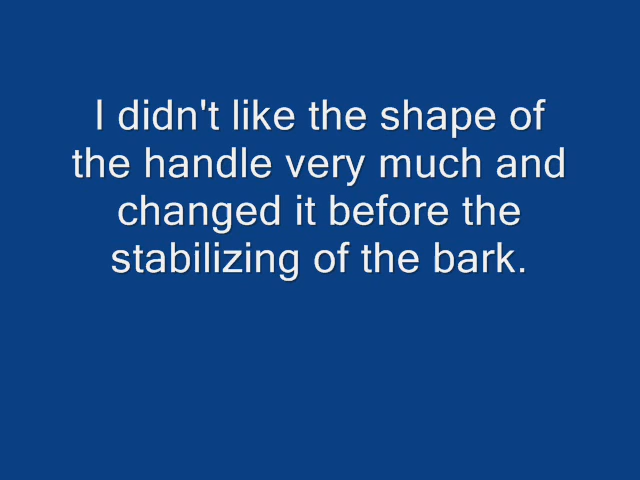 I didn't like the shape of
the handle very much and
changed it before the
stabilizing of the bark.